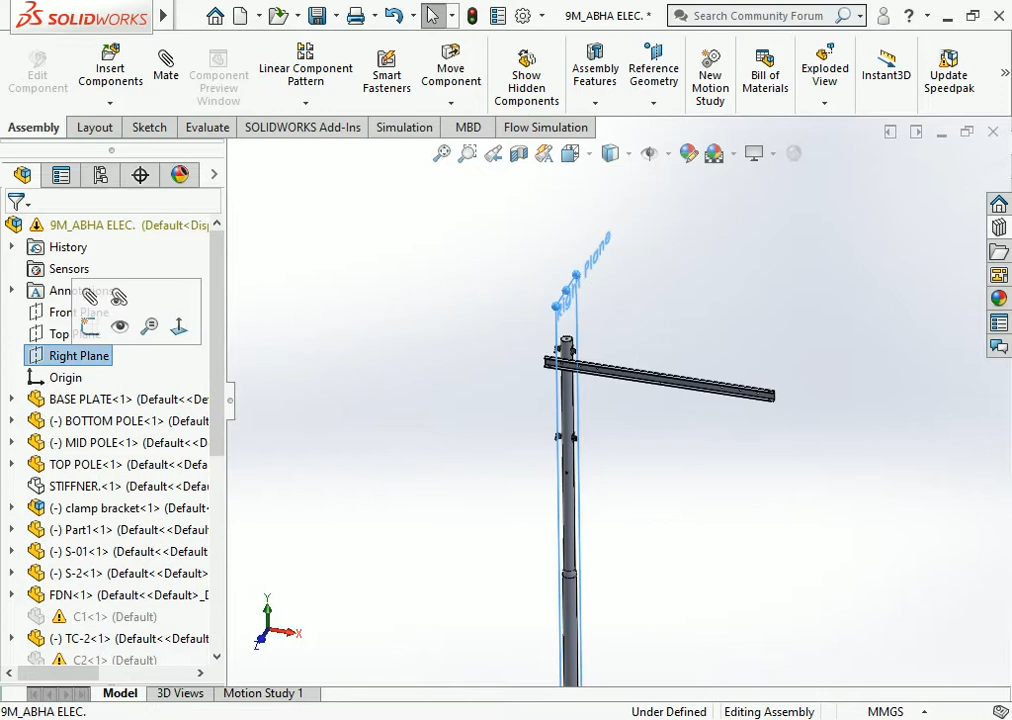 SOLIDWORKS
9M_ABHA ELEC. *
Search Community Forum
?
Edit Component
Insert Components
Mate
Component Preview Window
Linear Component Pattern
Smart Fasteners
Move Component
Show Hidden Components
Assembly Features
Reference Geometry
New Motion Study
Bill of Materials
Exploded View
Instant3D
Update Speedpak
Assembly
Layout
Sketch
Evaluate
SOLIDWORKS Add-Ins
Simulation
MBD
Flow Simulation
9M_ABHA ELEC. (Default<Disp
History
Sensors
Annotations
Front Plane
Top Plane
Right Plane
Origin
BASE PLATE<1> (Default<<De
(-) BOTTOM POLE<1> (Default
(-) MID POLE<1> (Default<<D
TOP POLE<1> (Default<<Defa
STIFFNER.<1> (Default<<Defa
(-) clamp bracket<1> (Default
(-) Part1<1> (Default<<Defau
(-) S-01<1> (Default<<Default
(-) S-2<1> (Default<<Default>
FDN<1> (Default<<Default>_D
C1<1> (Default)
(-) TC-2<1> (Default<<Default
C2<1> (Default)
Right Plane
Y
X
Z
Model
3D Views
Motion Study 1
9M_ABHA ELEC.
Under Defined
Editing Assembly
MMGS